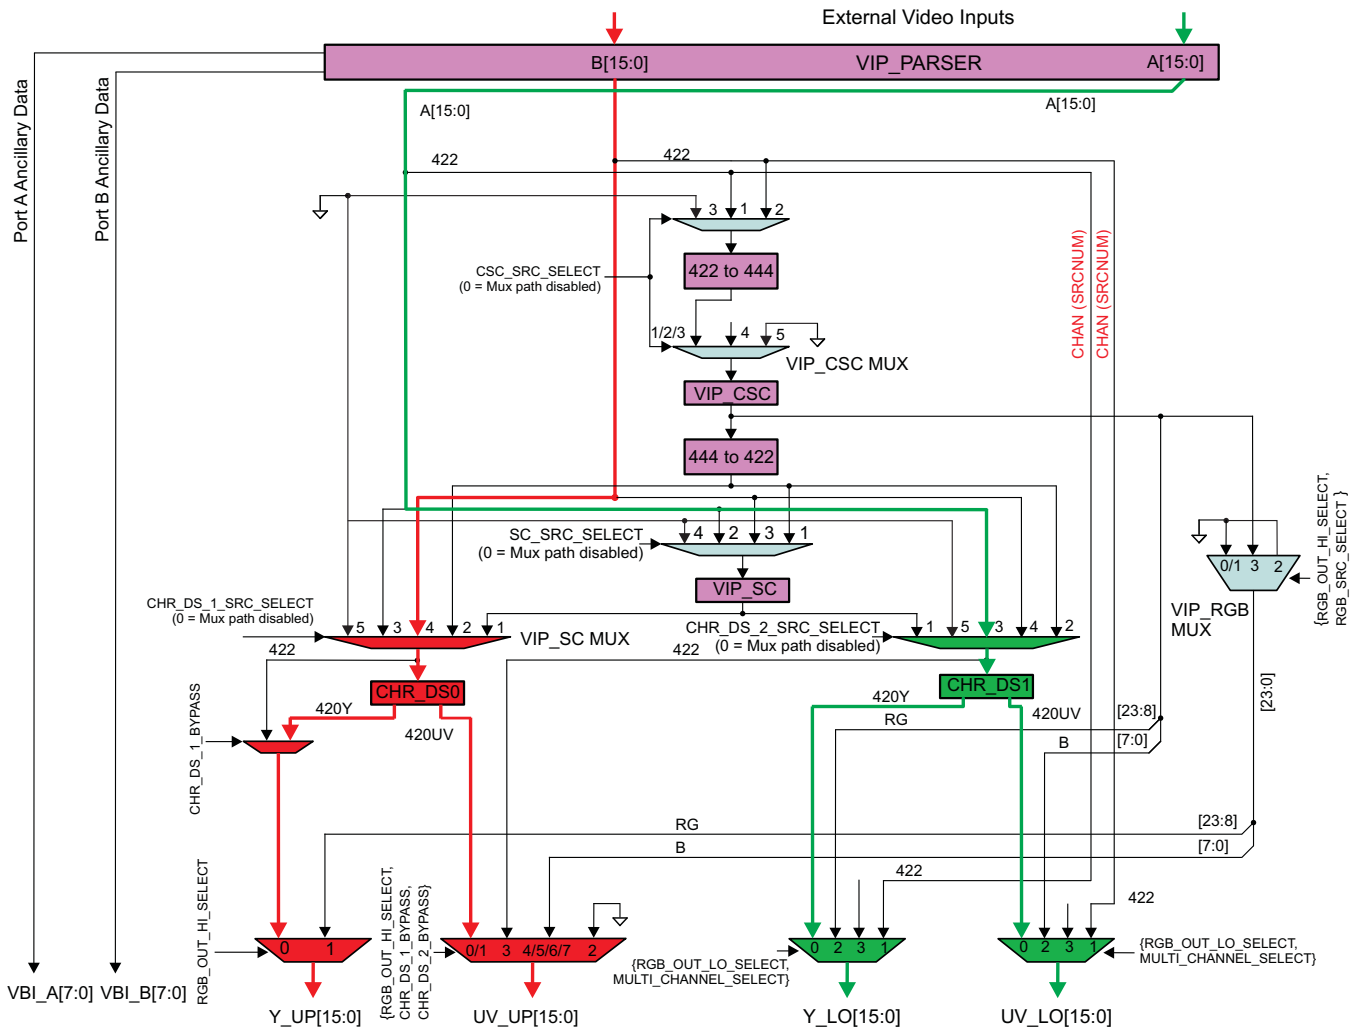 External Video Inputs
B[15:0]
VIP_PARSER
A[15:0]
A[15:0]
A[15:0]
Port A Ancillary Data
Port B Ancillary Data
422
422
3
1
2
CSC_SRC_SELECT
(0 = Mux path disabled)
422 to 444
CHAN (SRCNUM)
CHAN (SRCNUM)
1/2/3
4
5
VIP_CSC MUX
VIP_CSC
444 to 422
SC_SRC_SELECT
(0 = Mux path disabled)
4
2
3
1
VIP_SC
0/1
3
2
VIP_RGB
MUX
{RGB_OUT_HI_SELECT,
RGB_SRC_SELECT }
CHR_DS_1_SRC_SELECT
(0 = Mux path disabled)
5
3
4
2
1
VIP_SC MUX
CHR_DS_2_SRC_SELECT
(0 = Mux path disabled)
1
5
3
4
2
422
422
CHR_DS0
CHR_DS1
420Y
420UV
420Y
420UV
RG
[23:8]
B
[7:0]
[23:0]
CHR_DS_1_BYPASS
RG
[23:8]
B
[7:0]
422
422
RGB_OUT_HI_SELECT
0
1
{RGB_OUT_HI_SELECT,
CHR_DS_1_BYPASS,
CHR_DS_2_BYPASS}
0/1
3
4/5/6/7
2
0
2
3
1
0
2
3
1
{RGB_OUT_LO_SELECT,
MULTI_CHANNEL_SELECT}
{RGB_OUT_LO_SELECT,
MULTI_CHANNEL_SELECT}
VBI_A[7:0]
VBI_B[7:0]
Y_UP[15:0]
UV_UP[15:0]
Y_LO[15:0]
UV_LO[15:0]